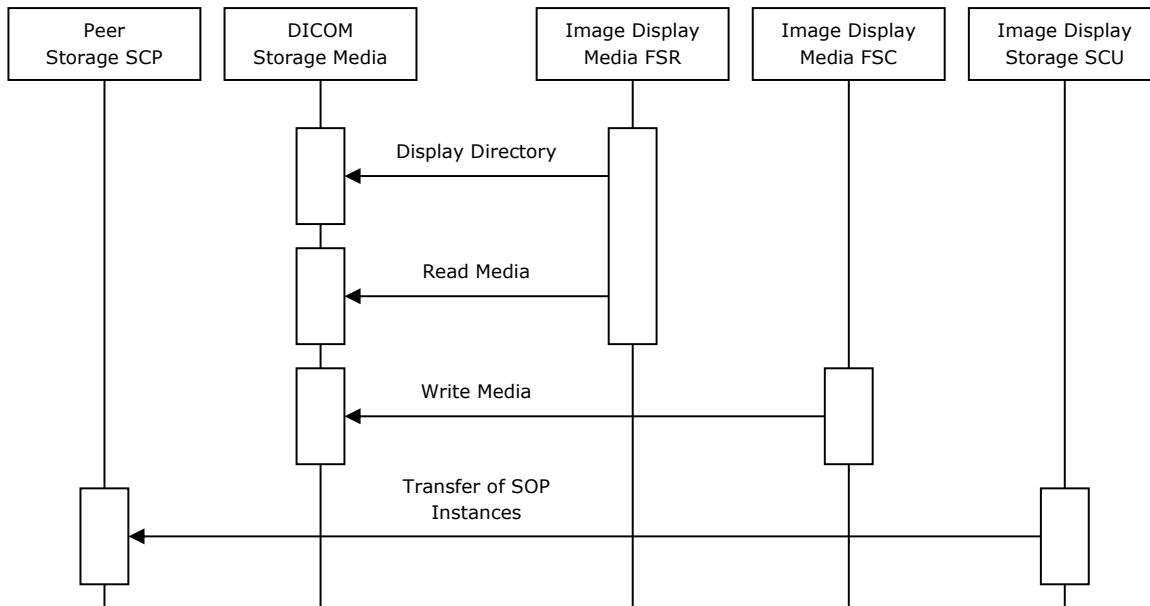 Peer
Storage SCP
DICOM
Storage Media
Image Display
Media FSR
Image Display
Media FSC
Image Display
Storage SCU
Display Directory
Read Media
Write Media
Transfer of SOP
Instances